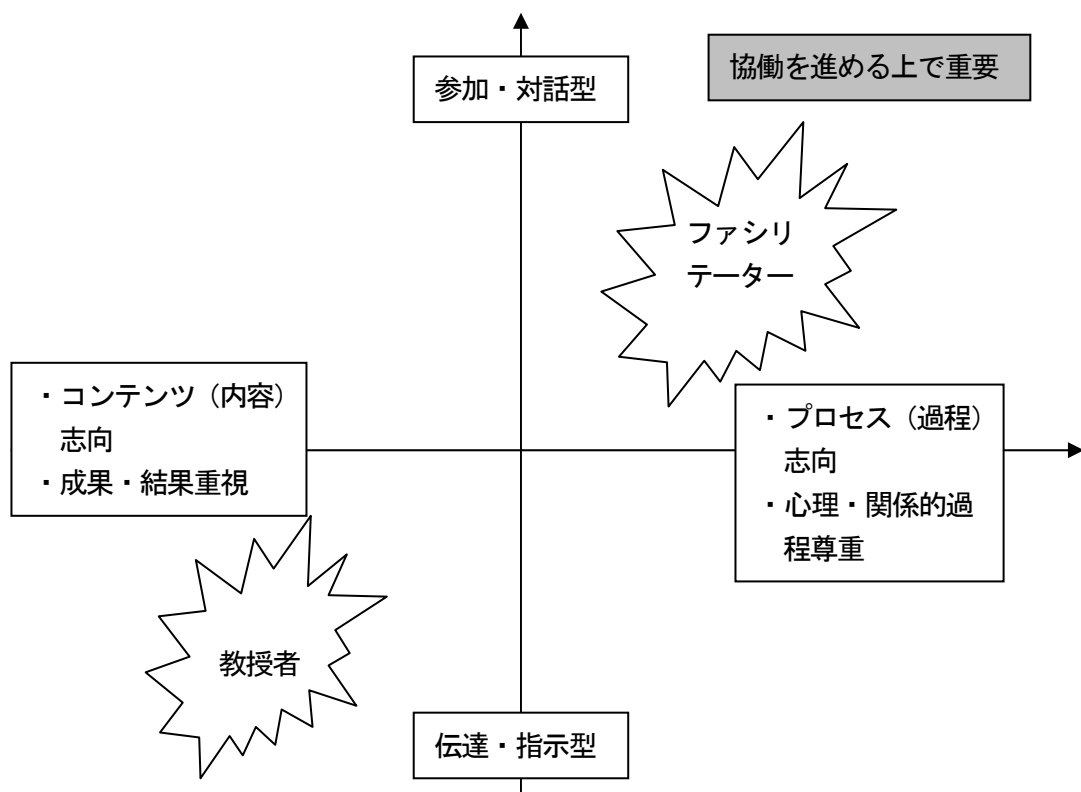 参加・対話型
協働を進める上で重要
ファシリ
テーター
・コンテンツ（内容）
志向
・成果・結果重視
・プロセス（過程）
志向
・心理・関係的過
程尊重
教授者
伝達・指示型